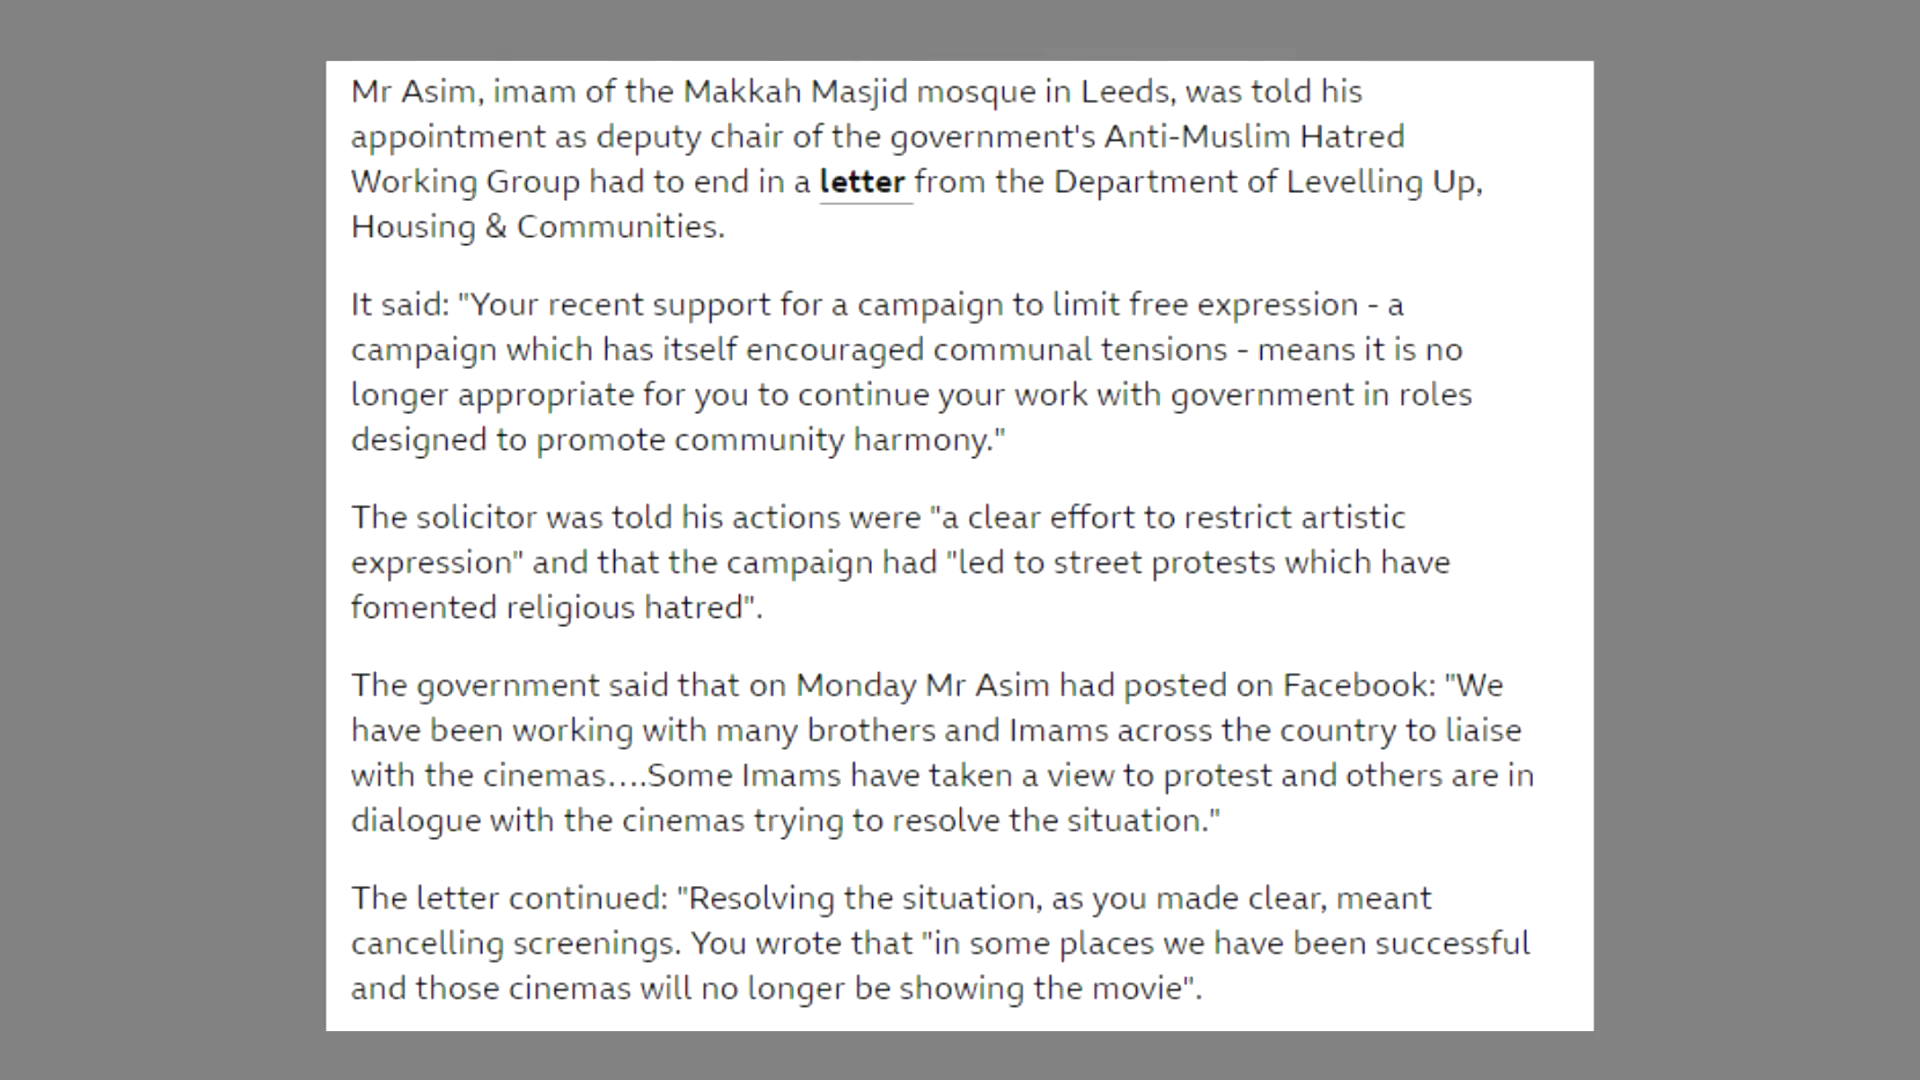 Mr Asim, imam of the Makkah Masjid mosque in Leeds, was told his
appointment as deputy chair of the government's Anti-Muslim Hatred
Working Group had to end in a letter from the Department of Levelling Up,
Housing & Communities.
It said: "Your recent support for a campaign to limit free expression - a
campaign which has itself encouraged communal tensions - means it is no
longer appropriate for you to continue your work with government in roles
designed to promote community harmony."
The solicitor was told his actions were "a clear effort to restrict artistic
expression" and that the campaign had "led to street protests which have
fomented religious hatred".
The government said that on Monday Mr Asim had posted on Facebook: "We
have been working with many brothers and Imams across the country to liaise
with the cinemas....Some Imams have taken a view to protest and others are in
dialogue with the cinemas trying to resolve the situation."
The letter continued: "Resolving the situation, as you made clear, meant
cancelling screenings. You wrote that "in some places we have been successful
and those cinemas will no longer be showing the movie".